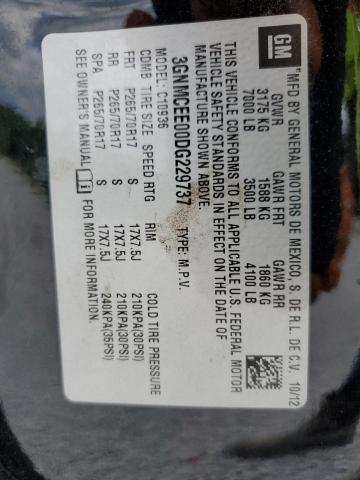 GM
MFD BY GENERAL MOTORS DE MEXICO, S. DE R.L. DE C.V. 10/12
GVWR GAWR FRT GAWR RR
3175 KG 1588 KG 1860 KG
7000 LB 3500 LB 4100 LB
THIS VEHICLE CONFORMS TO ALL APPLICABLE U.S. FEDERAL MOTOR
VEHICLE SAFETY STANDARDS IN EFFECT ON THE DATE OF
MANUFACTURE SHOWN ABOVE.
3GNMCEE00DG229737 TYPE: M.P.V.
MODEL: C10936
CDMB TIRE SIZE SPEED RTG RIM COLD TIRE PRESSURE
FRT P265/70R17 S 17X7.5J 210KPA(30PSI)
RR P265/70R17 S 17X7.5J 210KPA(30PSI)
SPA P265/70R17 S 17X7.5J 240KPA(35PSI)
SEE OWNER'S MANUAL i FOR MORE INFORMATION.